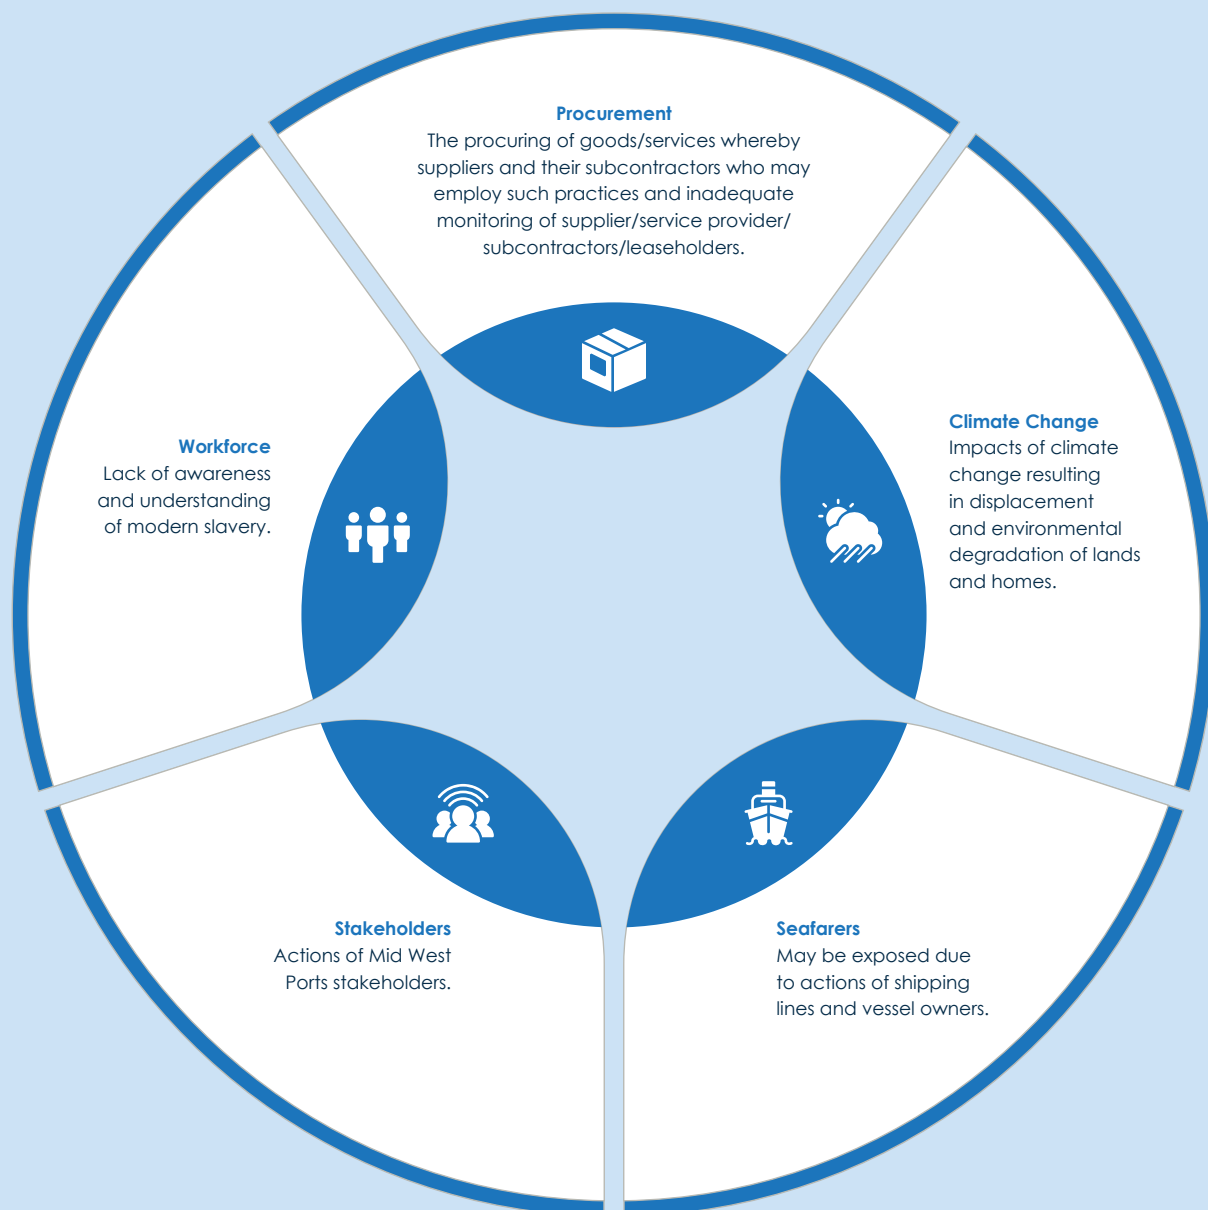 Procurement
The procuring of goods/services whereby
suppliers and their subcontractors who may
employ such practices and inadequate
monitoring of supplier/service provider/
subcontractors/leaseholders.
Climate Change
Impacts of climate
change resulting
in displacement
and environmental
degradation of lands
and homes.
Workforce
Lack of awareness
and understanding
of modern slavery.
Stakeholders
Actions of Mid West
Ports stakeholders.
Seafarers
May be exposed due
to actions of shipping
lines and vessel owners.